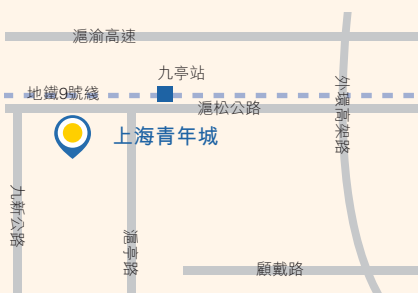 滬渝高速
九亭站
地鐵9號綫
滬松公路
外環高架路
上海青年城
九新公路
滬亭路
顧戴路